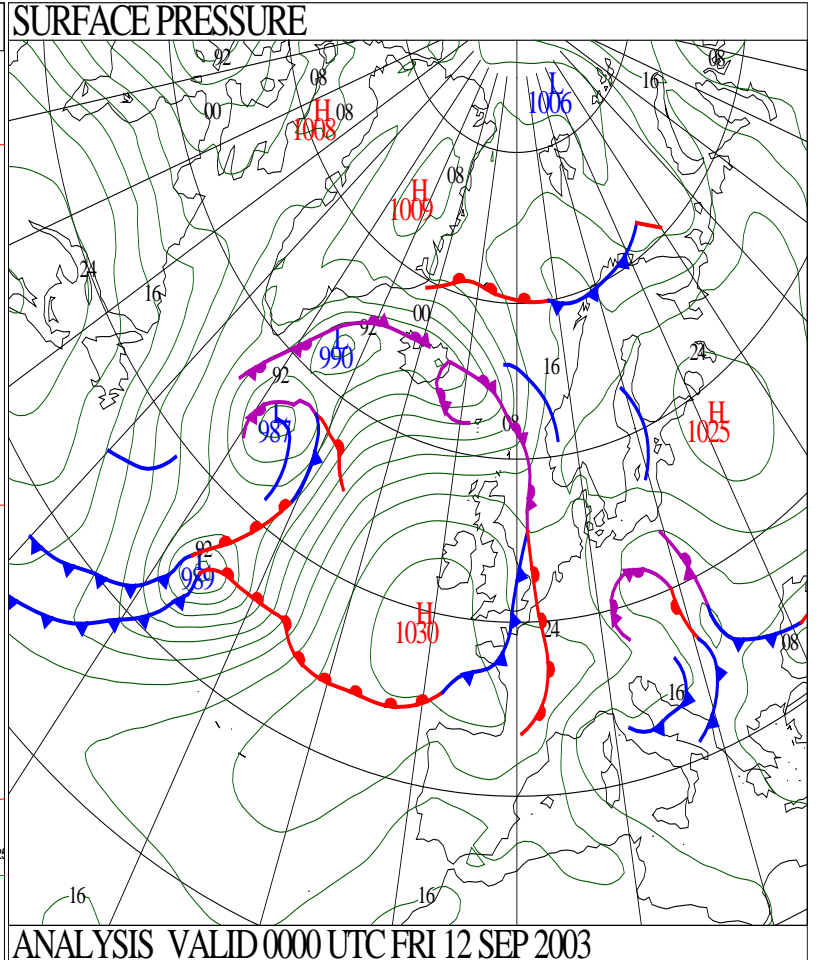 SURFACE PRESSURE
92
08
16
08
L
1006
H
1008
08
00
08
H
1009
24
16
00
92
L
990
16
24
92
H
1025
L
987
08
92
L
989
H
1030
24
08
16
16
16
ANALYSIS VALID 0000 UTC FRI 12 SEP 2003